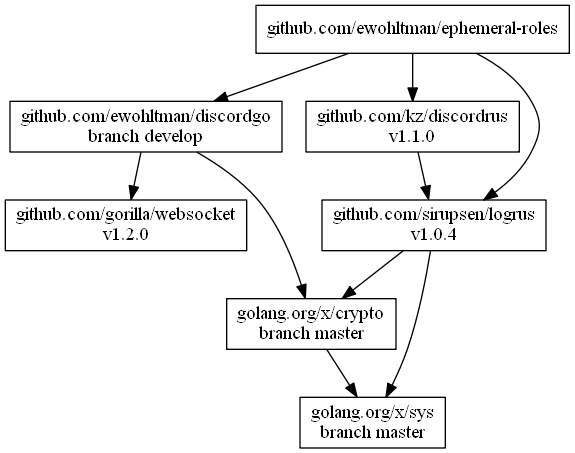 github.com/ewohltman/ephemeral-roles
github.com/ewohltman/discordgo
branch develop
github.com/kz/discordrus
v1.1.0
github.com/gorilla/websocket
v1.2.0
github.com/sirupsen/logrus
v1.0.4
golang.org/x/crypto
branch master
golang.org/x/sys
branch master